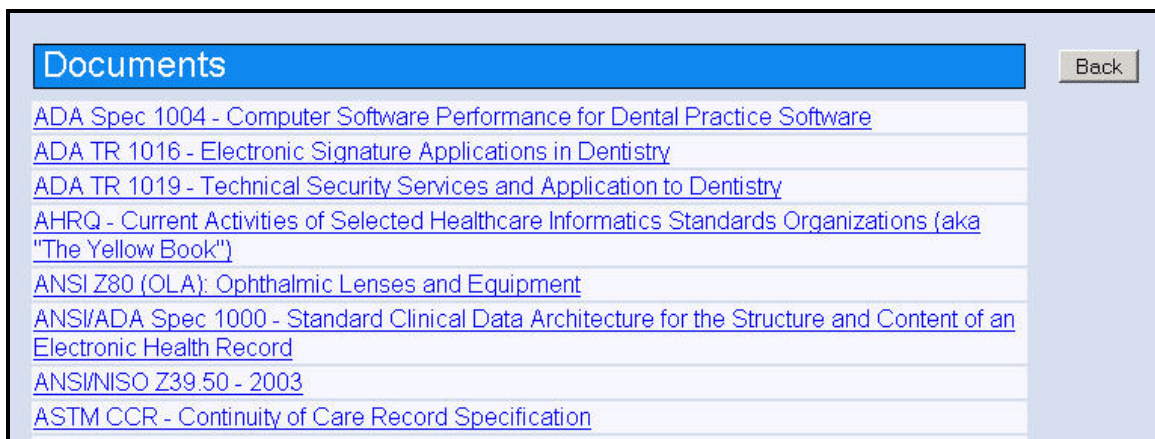 Documents
Back
ADA Spec 1004 - Computer Software Performance for Dental Practice Software
ADA TR 1016 - Electronic Signature Applications in Dentistry
ADA TR 1019 - Technical Security Services and Application to Dentistry
AHRQ - Current Activities of Selected Healthcare Informatics Standards Organizations (aka
"The Yellow Book")
ANSI Z80 (OLA): Ophthalmic Lenses and Equipment
ANSI/ADA Spec 1000 - Standard Clinical Data Architecture for the Structure and Content of an
Electronic Health Record
ANSI/NISO Z39.50 - 2003
ASTM CCR - Continuity of Care Record Specification